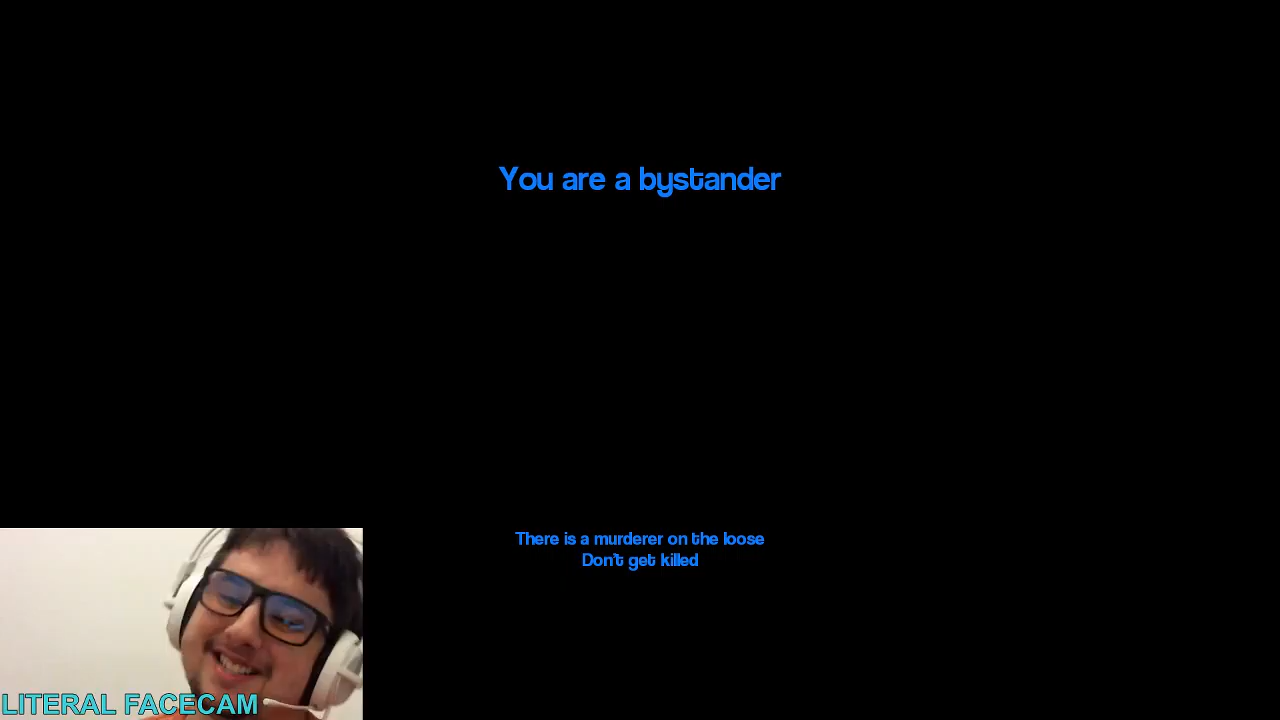 You are a bystander
There is a murderer on the loose
Don't get killed
LITERAL FACECAM